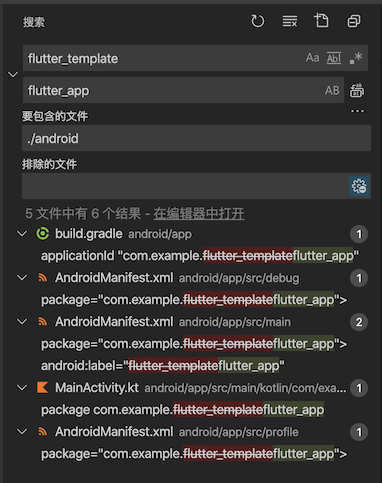 搜索
flutter_template
Aa Ab .*
flutter_app
AB
...
要包含的文件
./android
排除的文件
5 文件中有 6 个结果 - 在编辑器中打开
build.gradle android/app 1
applicationId "com.example.flutter_templateflutter_app"
AndroidManifest.xml android/app/src/debug 1
package="com.example.flutter_templateflutter_app">
AndroidManifest.xml android/app/src/main 2
package="com.example.flutter_templateflutter_app">
android:label="flutter_templateflutter_app"
MainActivity.kt android/app/src/main/kotlin/com/exa... 1
package com.example.flutter_templateflutter_app
AndroidManifest.xml android/app/src/profile 1
package="com.example.flutter_templateflutter_app">